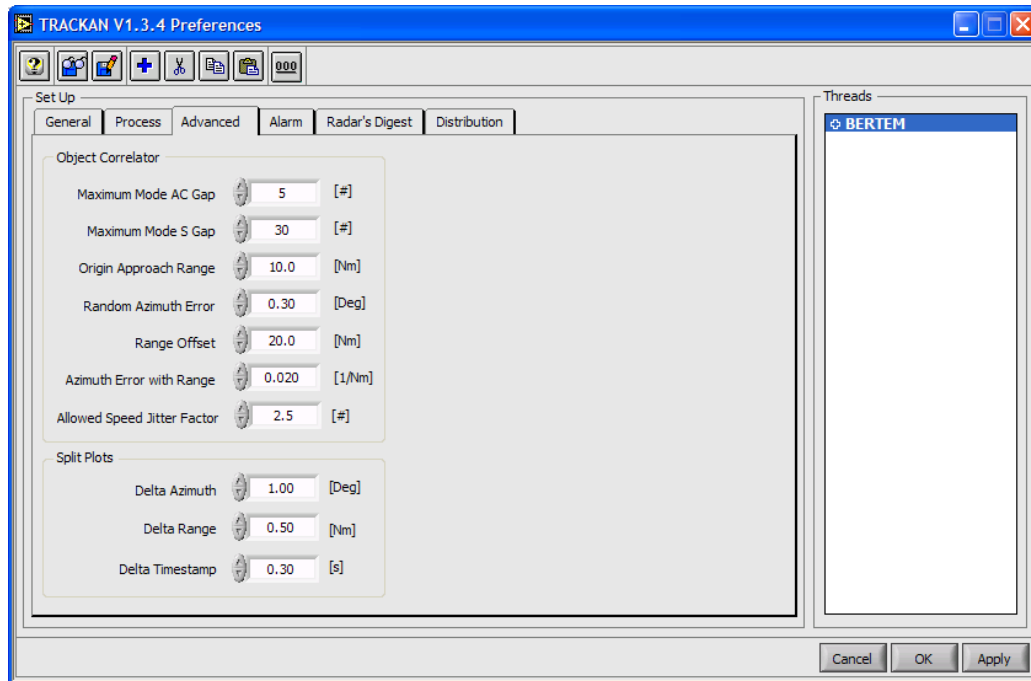 TRACKAN V1.3.4 Preferences
000
Set Up
General Process Advanced Alarm Radar's Digest Distribution
Object Correlator
Maximum Mode AC Gap 5 [#]
Maximum Mode S Gap 30 [#]
Origin Approach Range 10.0 [Nm]
Random Azimuth Error 0.30 [Deg]
Range Offset 20.0 [Nm]
Azimuth Error with Range 0.020 [1/Nm]
Allowed Speed Jitter Factor 2.5 [#]
Split Plots
Delta Azimuth 1.00 [Deg]
Delta Range 0.50 [Nm]
Delta Timestamp 0.30 [s]
Threads
BERTEM
Cancel OK Apply